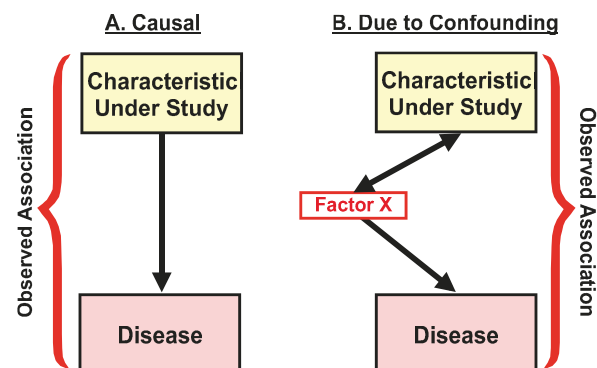 A. Causal
B. Due to Confounding
Observed Association
Characteristic
Under Study
Disease
Characteristic
Under Study
Factor X
Disease
Observed Association